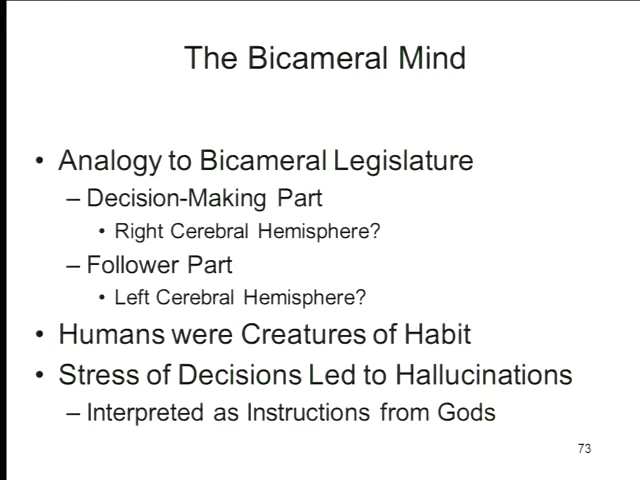 The Bicameral Mind
• Analogy to Bicameral Legislature
– Decision-Making Part
• Right Cerebral Hemisphere?
– Follower Part
• Left Cerebral Hemisphere?
• Humans were Creatures of Habit
• Stress of Decisions Led to Hallucinations
– Interpreted as Instructions from Gods
73